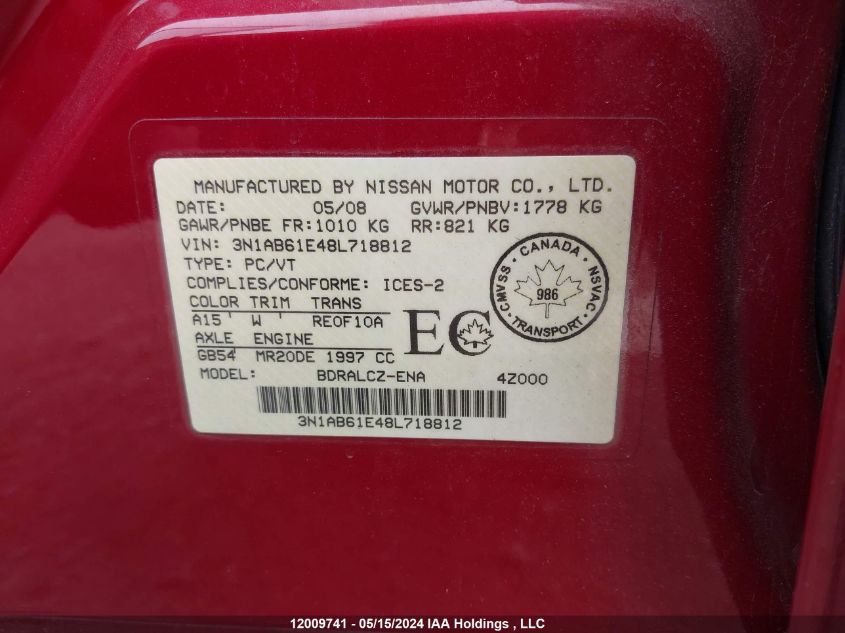 MANUFACTURED BY NISSAN MOTOR CO., LTD.
DATE: 05/08 GVWR/PNBV:1778 KG
GAWR/PNBE FR:1010 KG RR:821 KG
VIN: 3N1AB61E48L718812
TYPE: PC/VT
COMPLIES/CONFORME: ICES-2
COLOR TRIM TRANS
A15 ' W ' RE0F10A
AXLE ENGINE
GB54' MR20DE 1997 CC
MODEL: BDRALCZ-ENA 4Z000
3N1AB61E48L718812
EC
CANADA
CMVSS 986 NSVAC
TRANSPORT
12009741 - 05/15/2024 IAA Holdings , LLC